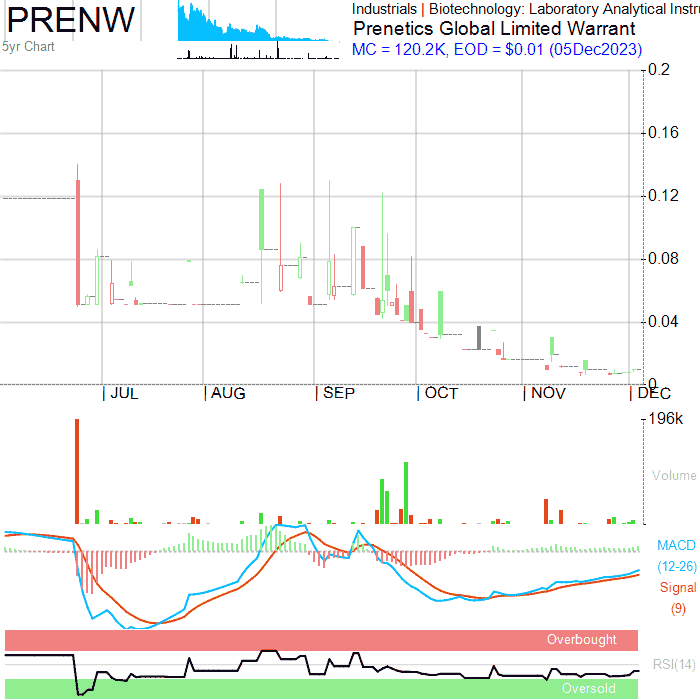 PRENW
5yr Chart
Industrials | Biotechnology: Laboratory Analytical Instru
Prenetics Global Limited Warrant
MC = 120.2K, EOD = $0.01 (05Dec2023)
0.2
0.16
0.12
0.08
0.04
0
| JUL | AUG | SEP | OCT | NOV | DEC
196k
Volume
MACD
(12-26)
Signal
(9)
Overbought
RSI(14)
Oversold